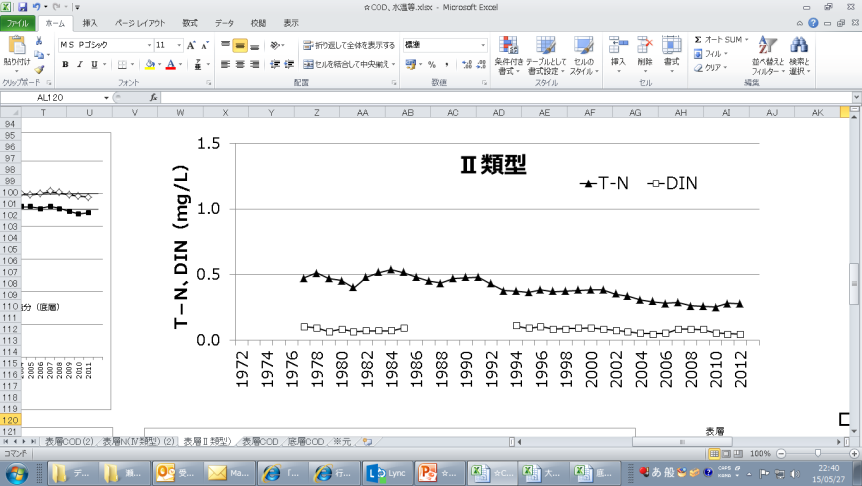 ☆COD、水温等.xlsx - Microsoft Excel
ファイル ホーム 挿入 ページ レイアウト 数式 データ 校閲 表示
ＭＳ Ｐゴシック 11
折り返して全体を表示する
標準
セルを結合して中央揃え
貼り付け
条件付き書式 テーブルとして書式設定 セルのスタイル
挿入 削除 書式
Σ オート SUM
フィル
クリア
並べ替えとフィルター 検索と選択
クリップボード フォント 配置 数値 スタイル セル 編集
AL120 fx
T U V W X Y Z AA AB AC AD AE AF AG AH AI AJ AK
94
95
96
97
98
99
100
101
102
103
104
105
106
107
108
109
110
111
112
113
114
115
116
117
118
119
120
121
分（底層）
2005 2006 2007 2008 2009 2010 2011
Ⅱ類型
T-N DIN
T－N、DIN (mg/L)
1.5
1.0
0.5
0.0
1972 1974 1976 1978 1980 1982 1984 1986 1988 1990 1992 1994 1996 1998 2000 2002 2004 2006 2008 2010 2012
表層
表層COD(2) 表層N(Ⅳ類型) (2) 表層Ⅱ類型) 表層COD 底層COD ※元
コマンド 100%
デ... 瀬... 受... Ma... 「... 行... Lync ☆... ☆C... 大... 底...
あ 般
CAPS
KANA
22:40
15/05/27